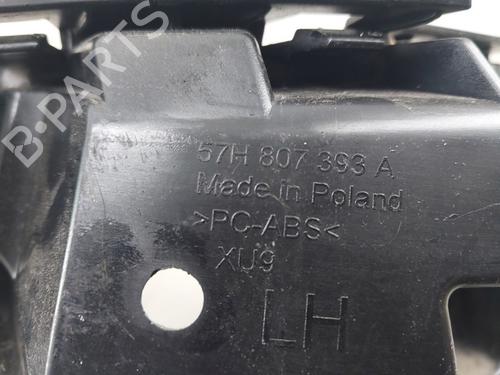 B-PARTS
57H 807 393 A
Made in Poland
>PC-ABS<
XU9
LH